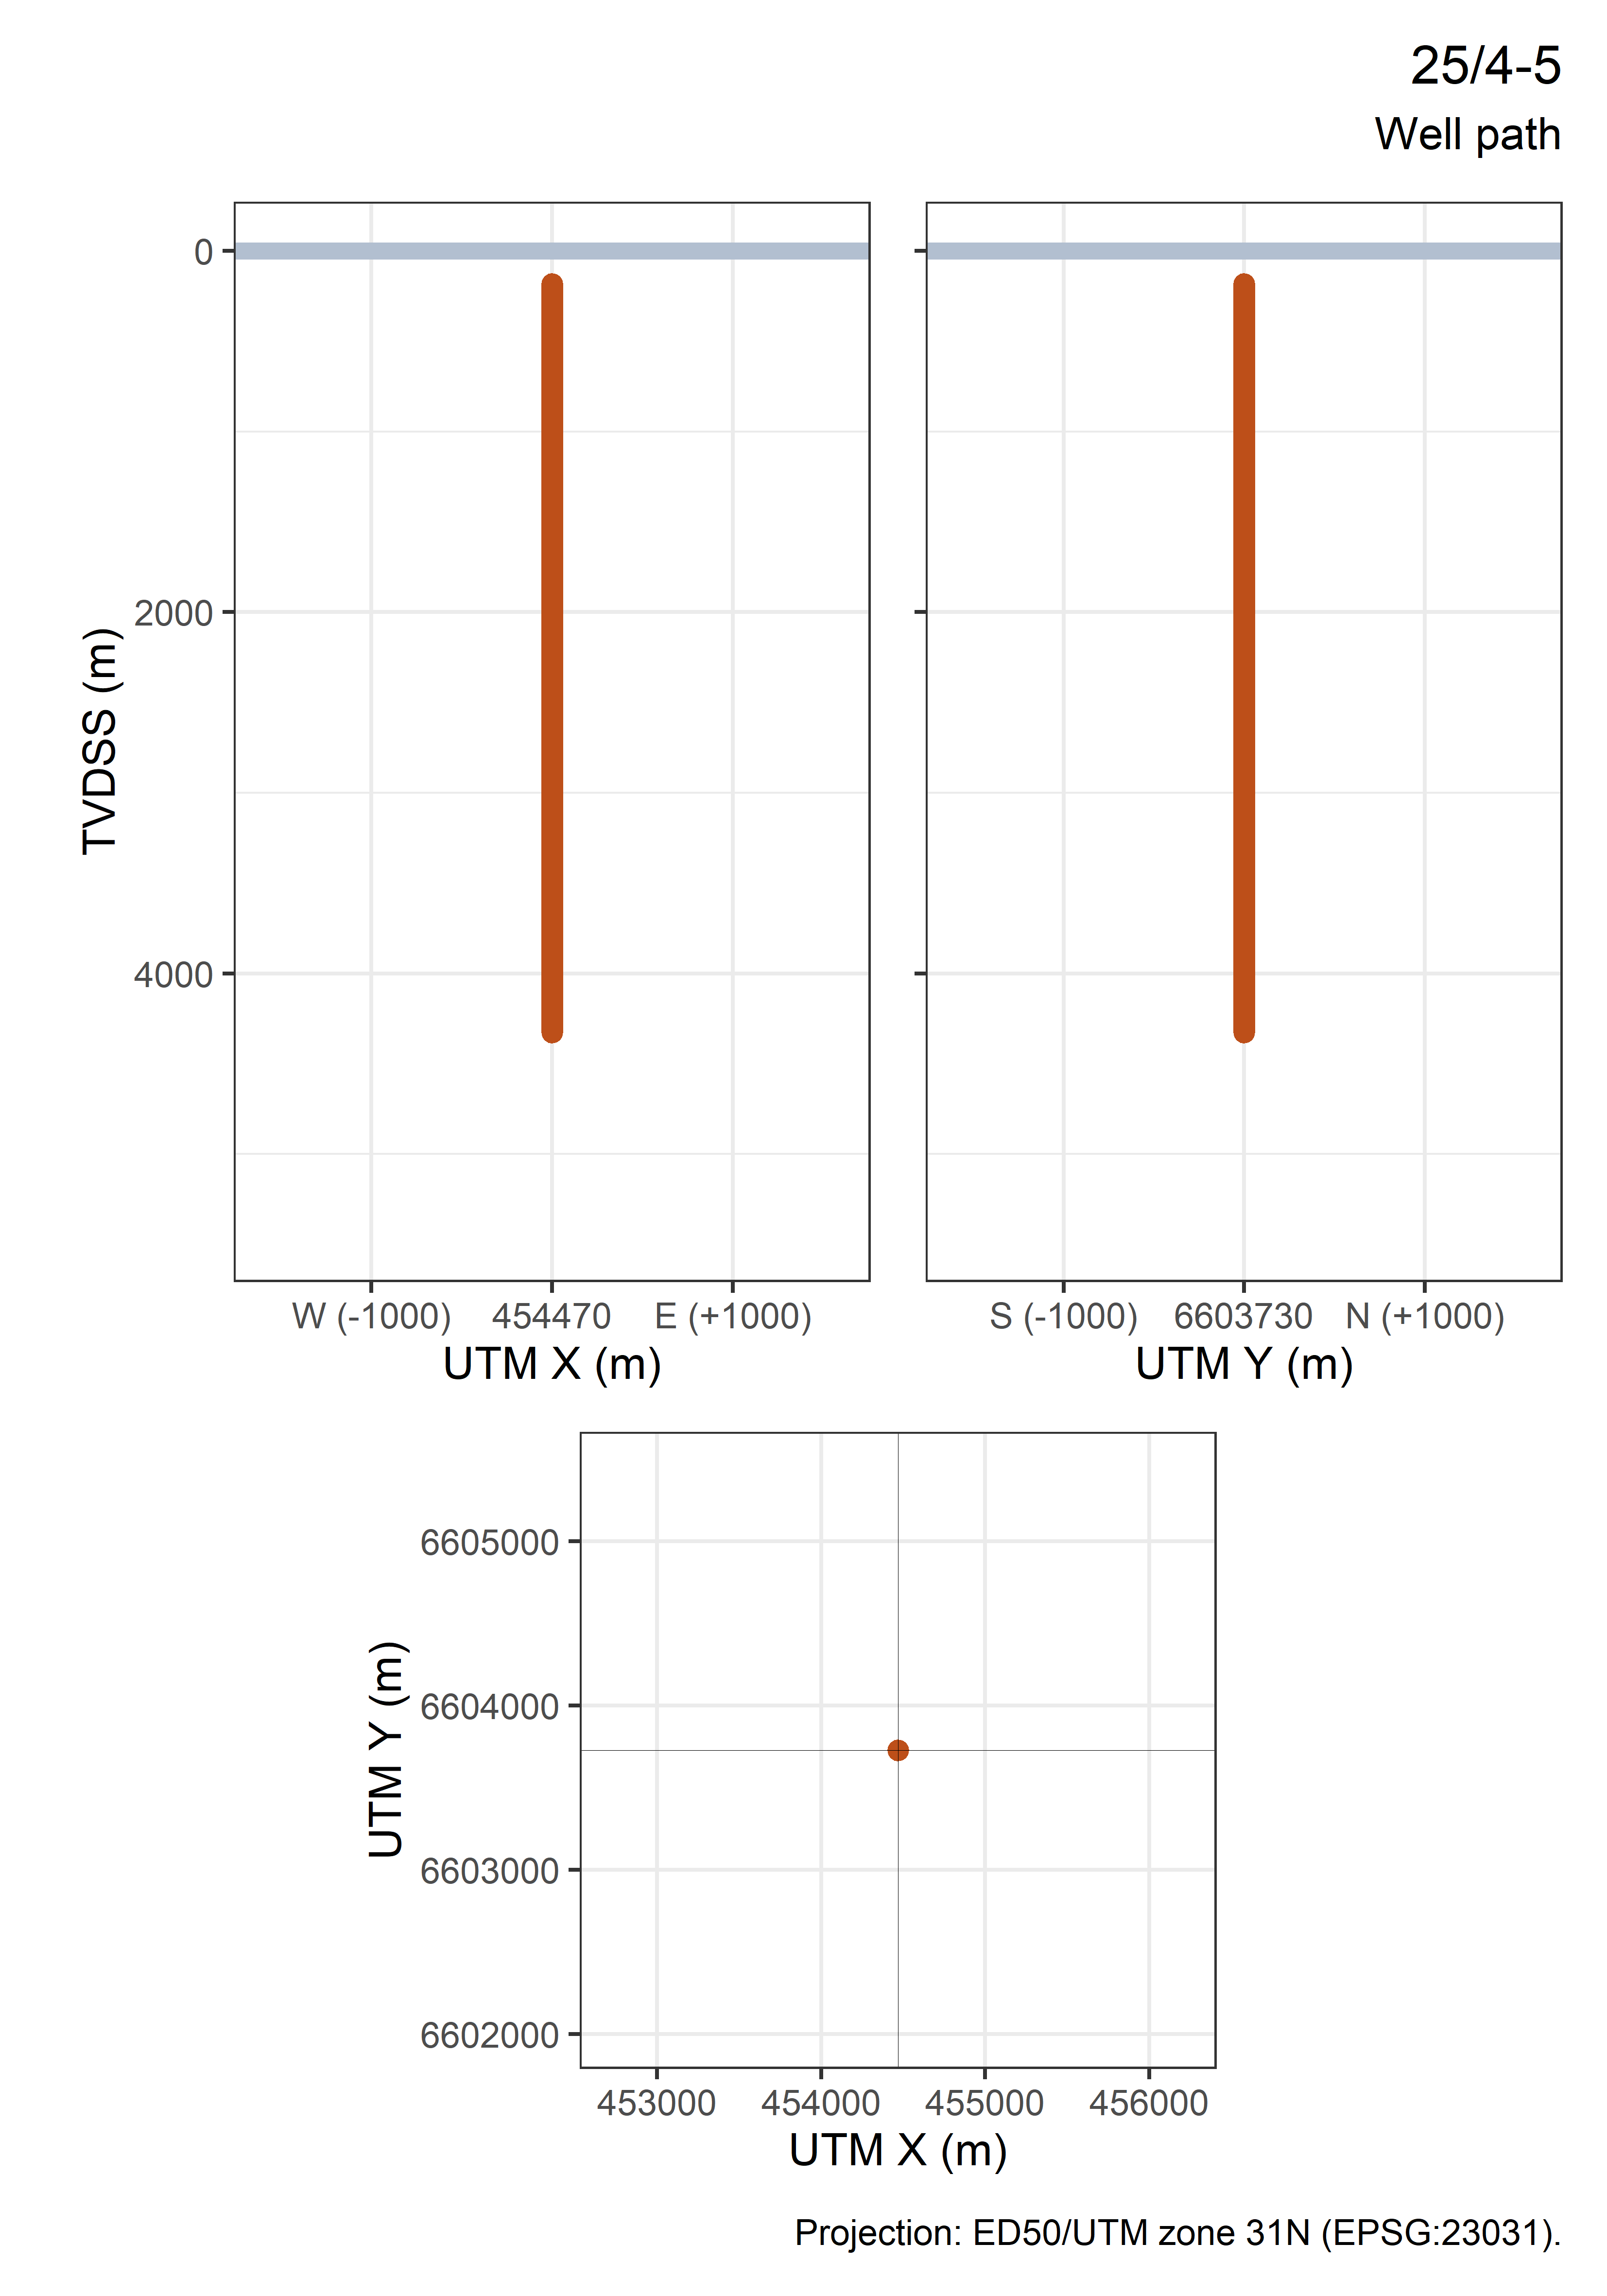 25/4-5
Well path
TVDSS (m)
0
2000
4000
W (-1000) 454470 E (+1000)
UTM X (m)
S (-1000) 6603730 N (+1000)
UTM Y (m)
UTM Y (m)
6605000
6604000
6603000
6602000
453000 454000 455000 456000
UTM X (m)
Projection: ED50/UTM zone 31N (EPSG:23031).